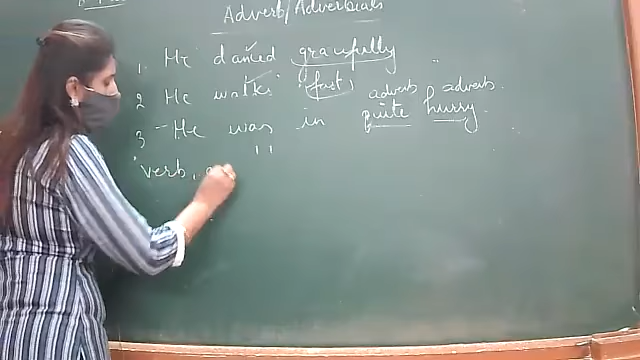 Adverb/Adverbials
1. He danced gracefully
2 He walks fast
adverb adverb
3 He was in quite hurry
verb, a